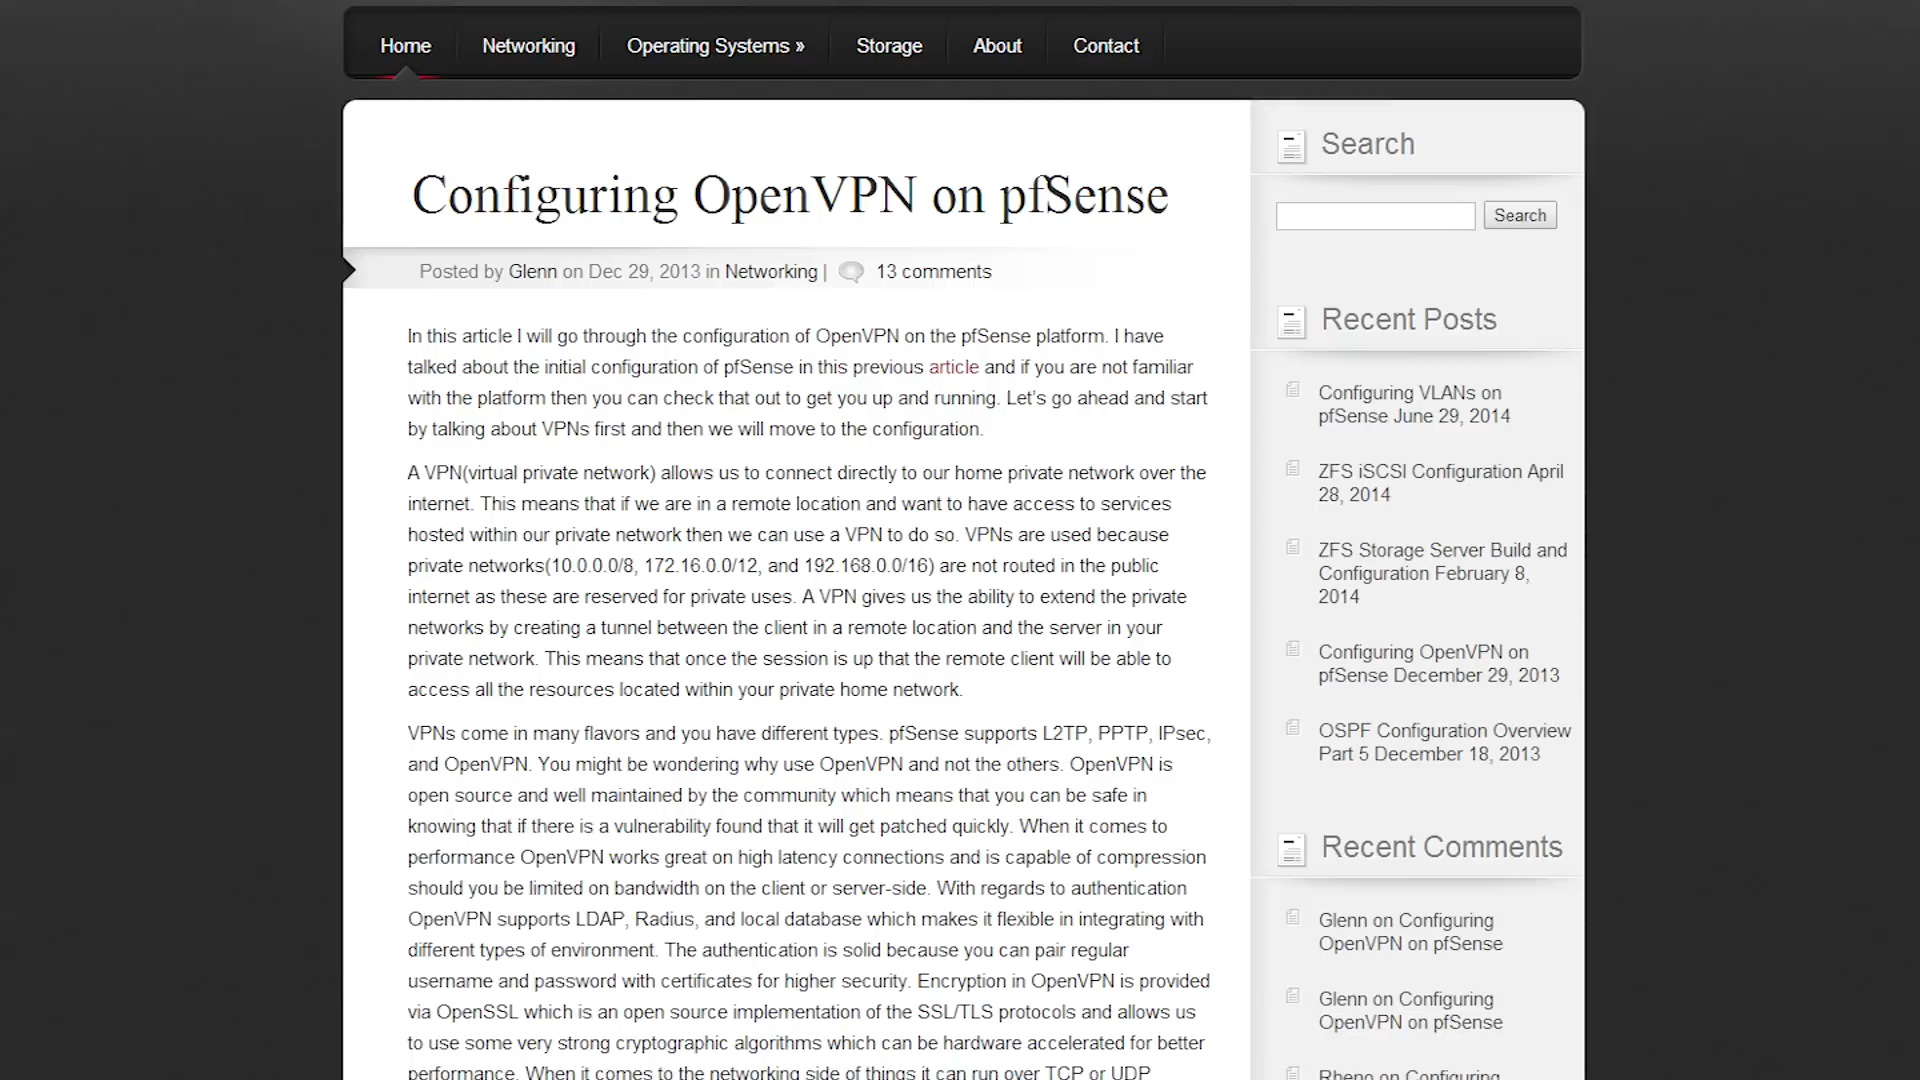 Home Networking Operating Systems » Storage About Contact
Configuring OpenVPN on pfSense
Posted by Glenn on Dec 29, 2013 in Networking | 13 comments
In this article I will go through the configuration of OpenVPN on the pfSense platform. I have
talked about the initial configuration of pfSense in this previous article and if you are not familiar
with the platform then you can check that out to get you up and running. Let's go ahead and start
by talking about VPNs first and then we will move to the configuration.
A VPN(virtual private network) allows us to connect directly to our home private network over the
internet. This means that if we are in a remote location and want to have access to services
hosted within our private network then we can use a VPN to do so. VPNs are used because
private networks(10.0.0.0/8, 172.16.0.0/12, and 192.168.0.0/16) are not routed in the public
internet as these are reserved for private uses. A VPN gives us the ability to extend the private
networks by creating a tunnel between the client in a remote location and the server in your
private network. This means that once the session is up that the remote client will be able to
access all the resources located within your private home network.
VPNs come in many flavors and you have different types. pfSense supports L2TP, PPTP, IPsec,
and OpenVPN. You might be wondering why use OpenVPN and not the others. OpenVPN is
open source and well maintained by the community which means that you can be safe in
knowing that if there is a vulnerability found that it will get patched quickly. When it comes to
performance OpenVPN works great on high latency connections and is capable of compression
should you be limited on bandwidth on the client or server-side. With regards to authentication
OpenVPN supports LDAP, Radius, and local database which makes it flexible in integrating with
different types of environment. The authentication is solid because you can pair regular
username and password with certificates for higher security. Encryption in OpenVPN is provided
via OpenSSL which is an open source implementation of the SSL/TLS protocols and allows us
to use some very strong cryptographic algorithms which can be hardware accelerated for better
performance. When it comes to the networking side of things it can run over TCP or UDP
Search
Search
Recent Posts
Configuring VLANs on
pfSense June 29, 2014
ZFS iSCSI Configuration April
28, 2014
ZFS Storage Server Build and
Configuration February 8,
2014
Configuring OpenVPN on
pfSense December 29, 2013
OSPF Configuration Overview
Part 5 December 18, 2013
Recent Comments
Glenn on Configuring
OpenVPN on pfSense
Glenn on Configuring
OpenVPN on pfSense
Rheno on Configuring